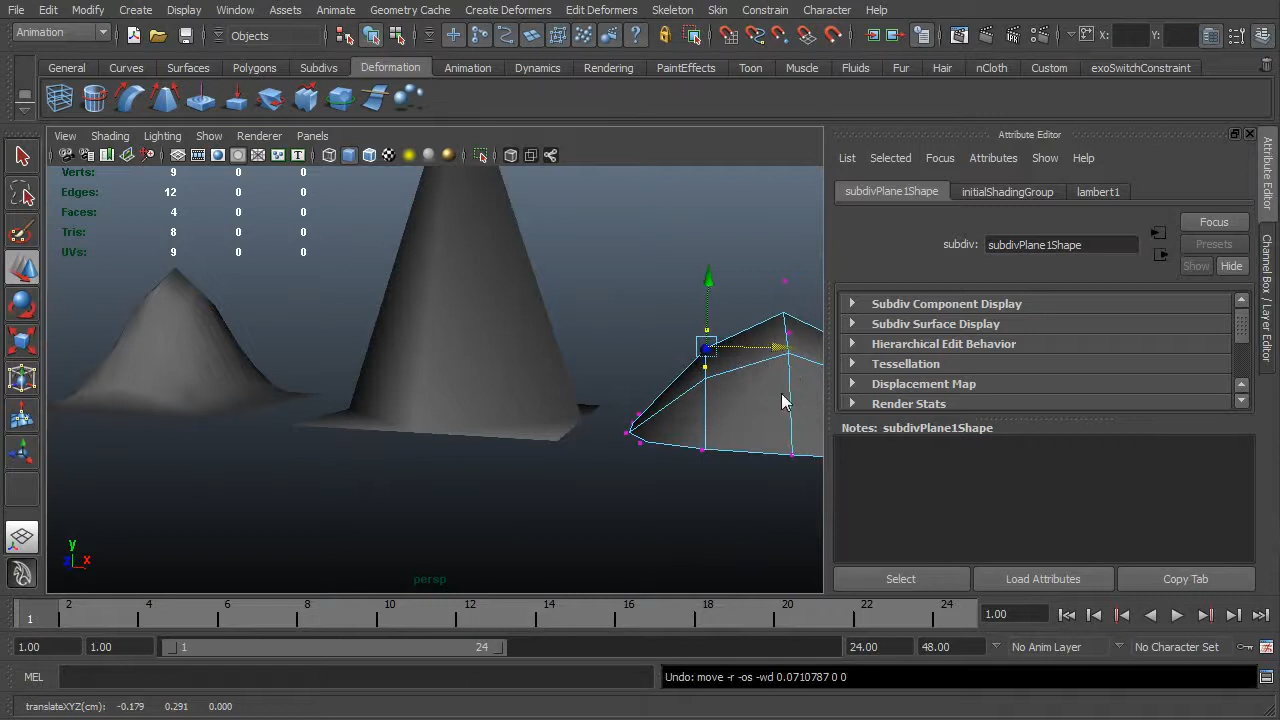 File Edit Modify Create Display Window Assets Animate Geometry Cache Create Deformers Edit Deformers Skeleton Skin Constrain Character Help
Animation Objects X: Y:
General Curves Surfaces Polygons Subdivs Deformation Animation Dynamics Rendering PaintEffects Toon Muscle Fluids Fur Hair nCloth Custom exoSwitchConstraint
View Shading Lighting Show Renderer Panels
Verts: 9 0 0
Edges: 12 0 0
Faces: 4 0 0
Tris: 8 0 0
UVs: 9 0 0
y
z x
persp
Attribute Editor
List Selected Focus Attributes Show Help
subdivPlane1Shape initialShadingGroup lambert1
Focus
subdiv: subdivPlane1Shape
Presets
Show Hide
Subdiv Component Display
Subdiv Surface Display
Hierarchical Edit Behavior
Tessellation
Displacement Map
Render Stats
Notes: subdivPlane1Shape
Select Load Attributes Copy Tab
Attribute Editor
Channel Box / Layer Editor
1 2 4 6 8 10 12 14 16 18 20 22 24 1.00
1.00 1.00 1 24 24.00 48.00 No Anim Layer No Character Set
MEL Undo: move -r -os -wd 0.0710787 0 0
translateXYZ(cm): -0.179 0.291 0.000